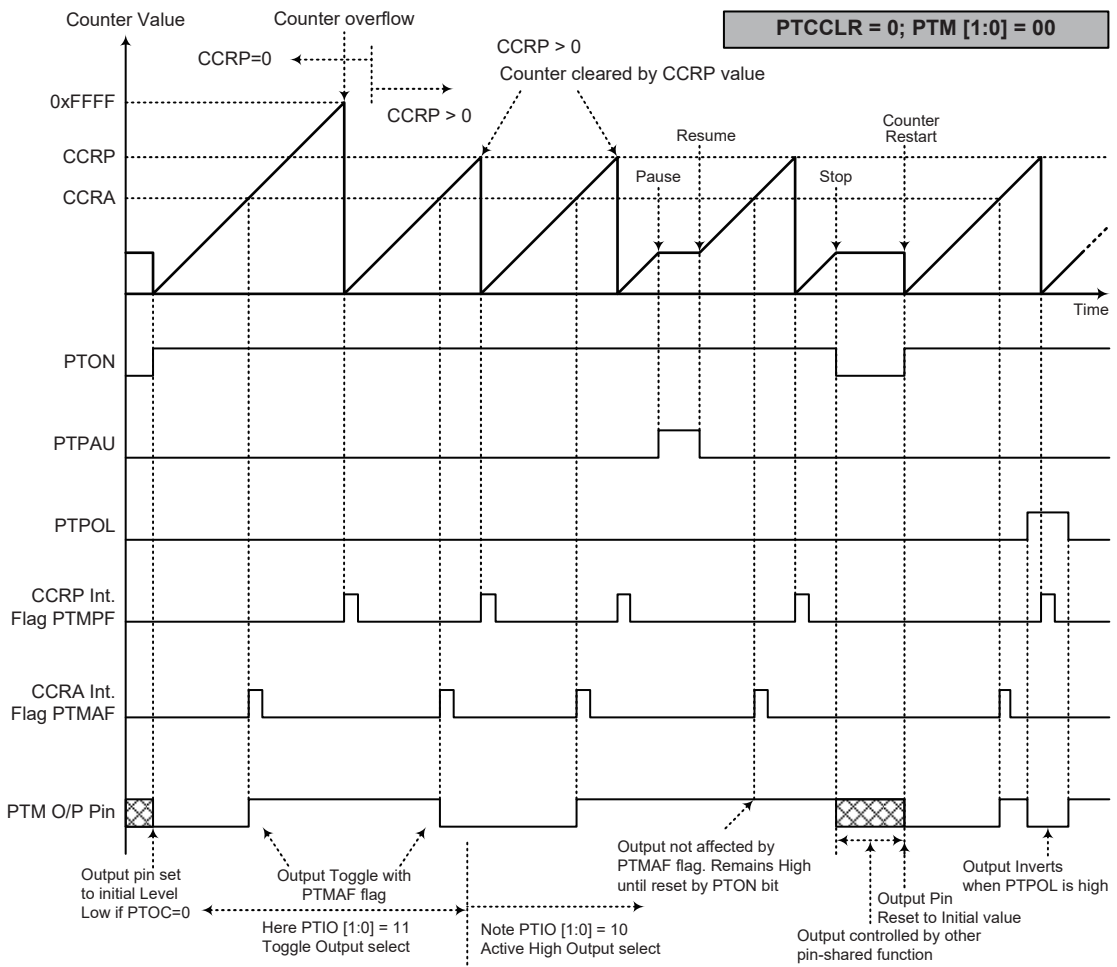 Counter Value
Counter overflow
PTCCLR = 0; PTM [1:0] = 00
CCRP=0
CCRP > 0
CCRP > 0
Counter cleared by CCRP value
0xFFFF
CCRP
CCRA
Pause
Resume
Stop
Counter
Restart
Time
PTON
PTPAU
PTPOL
CCRP Int.
Flag PTMPF
CCRA Int.
Flag PTMAF
PTM O/P Pin
Output pin set
to initial Level
Low if PTOC=0
Output Toggle with
PTMAF flag
Here PTIO [1:0] = 11
Toggle Output select
Note PTIO [1:0] = 10
Active High Output select
Output not affected by
PTMAF flag. Remains High
until reset by PTON bit
Output Pin
Reset to Initial value
Output controlled by other
pin-shared function
Output Inverts
when PTPOL is high